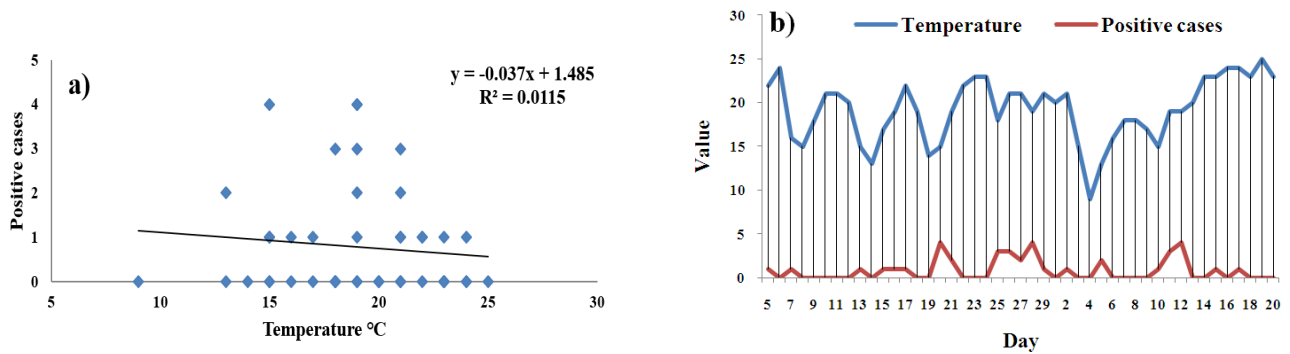 a)
y = -0.037x + 1.485
R² = 0.0115
Positive cases
5
4
3
2
1
0
5 10 15 20 25 30
Temperature °C
b)
Temperature Positive cases
Value
30
25
20
15
10
5
0
5 7 9 11 13 15 17 19 21 23 25 27 29 31 2 4 6 8 10 12 14 16 18 20
Day